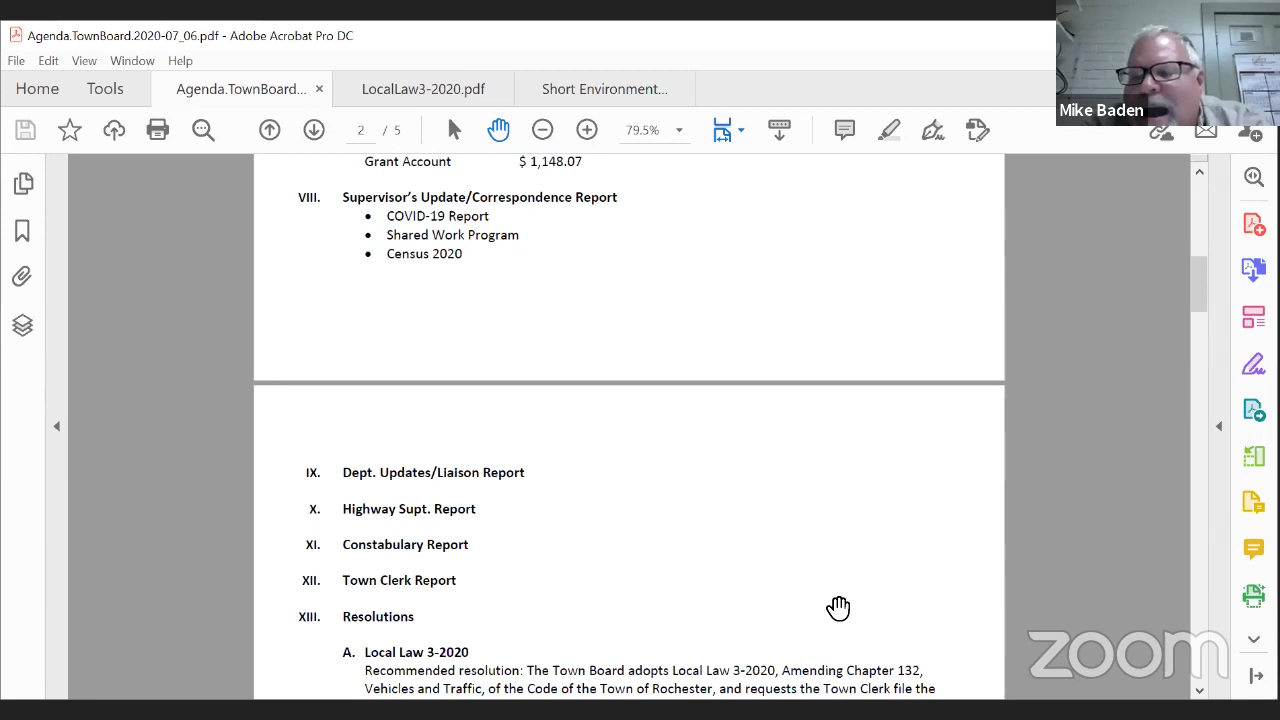 Agenda.TownBoard.2020-07_06.pdf - Adobe Acrobat Pro DC
File Edit View Window Help
Home Tools Agenda.TownBoard... × LocalLaw3-2020.pdf Short Environment...
2 / 5 79.5%
Mike Baden
Grant Account $ 1,148.07
VIII. Supervisor's Update/Correspondence Report
• COVID-19 Report
• Shared Work Program
• Census 2020
IX. Dept. Updates/Liaison Report
X. Highway Supt. Report
XI. Constabulary Report
XII. Town Clerk Report
XIII. Resolutions
A. Local Law 3-2020
Recommended resolution: The Town Board adopts Local Law 3-2020, Amending Chapter 132,
Vehicles and Traffic, of the Code of the Town of Rochester, and requests the Town Clerk file the
zoom